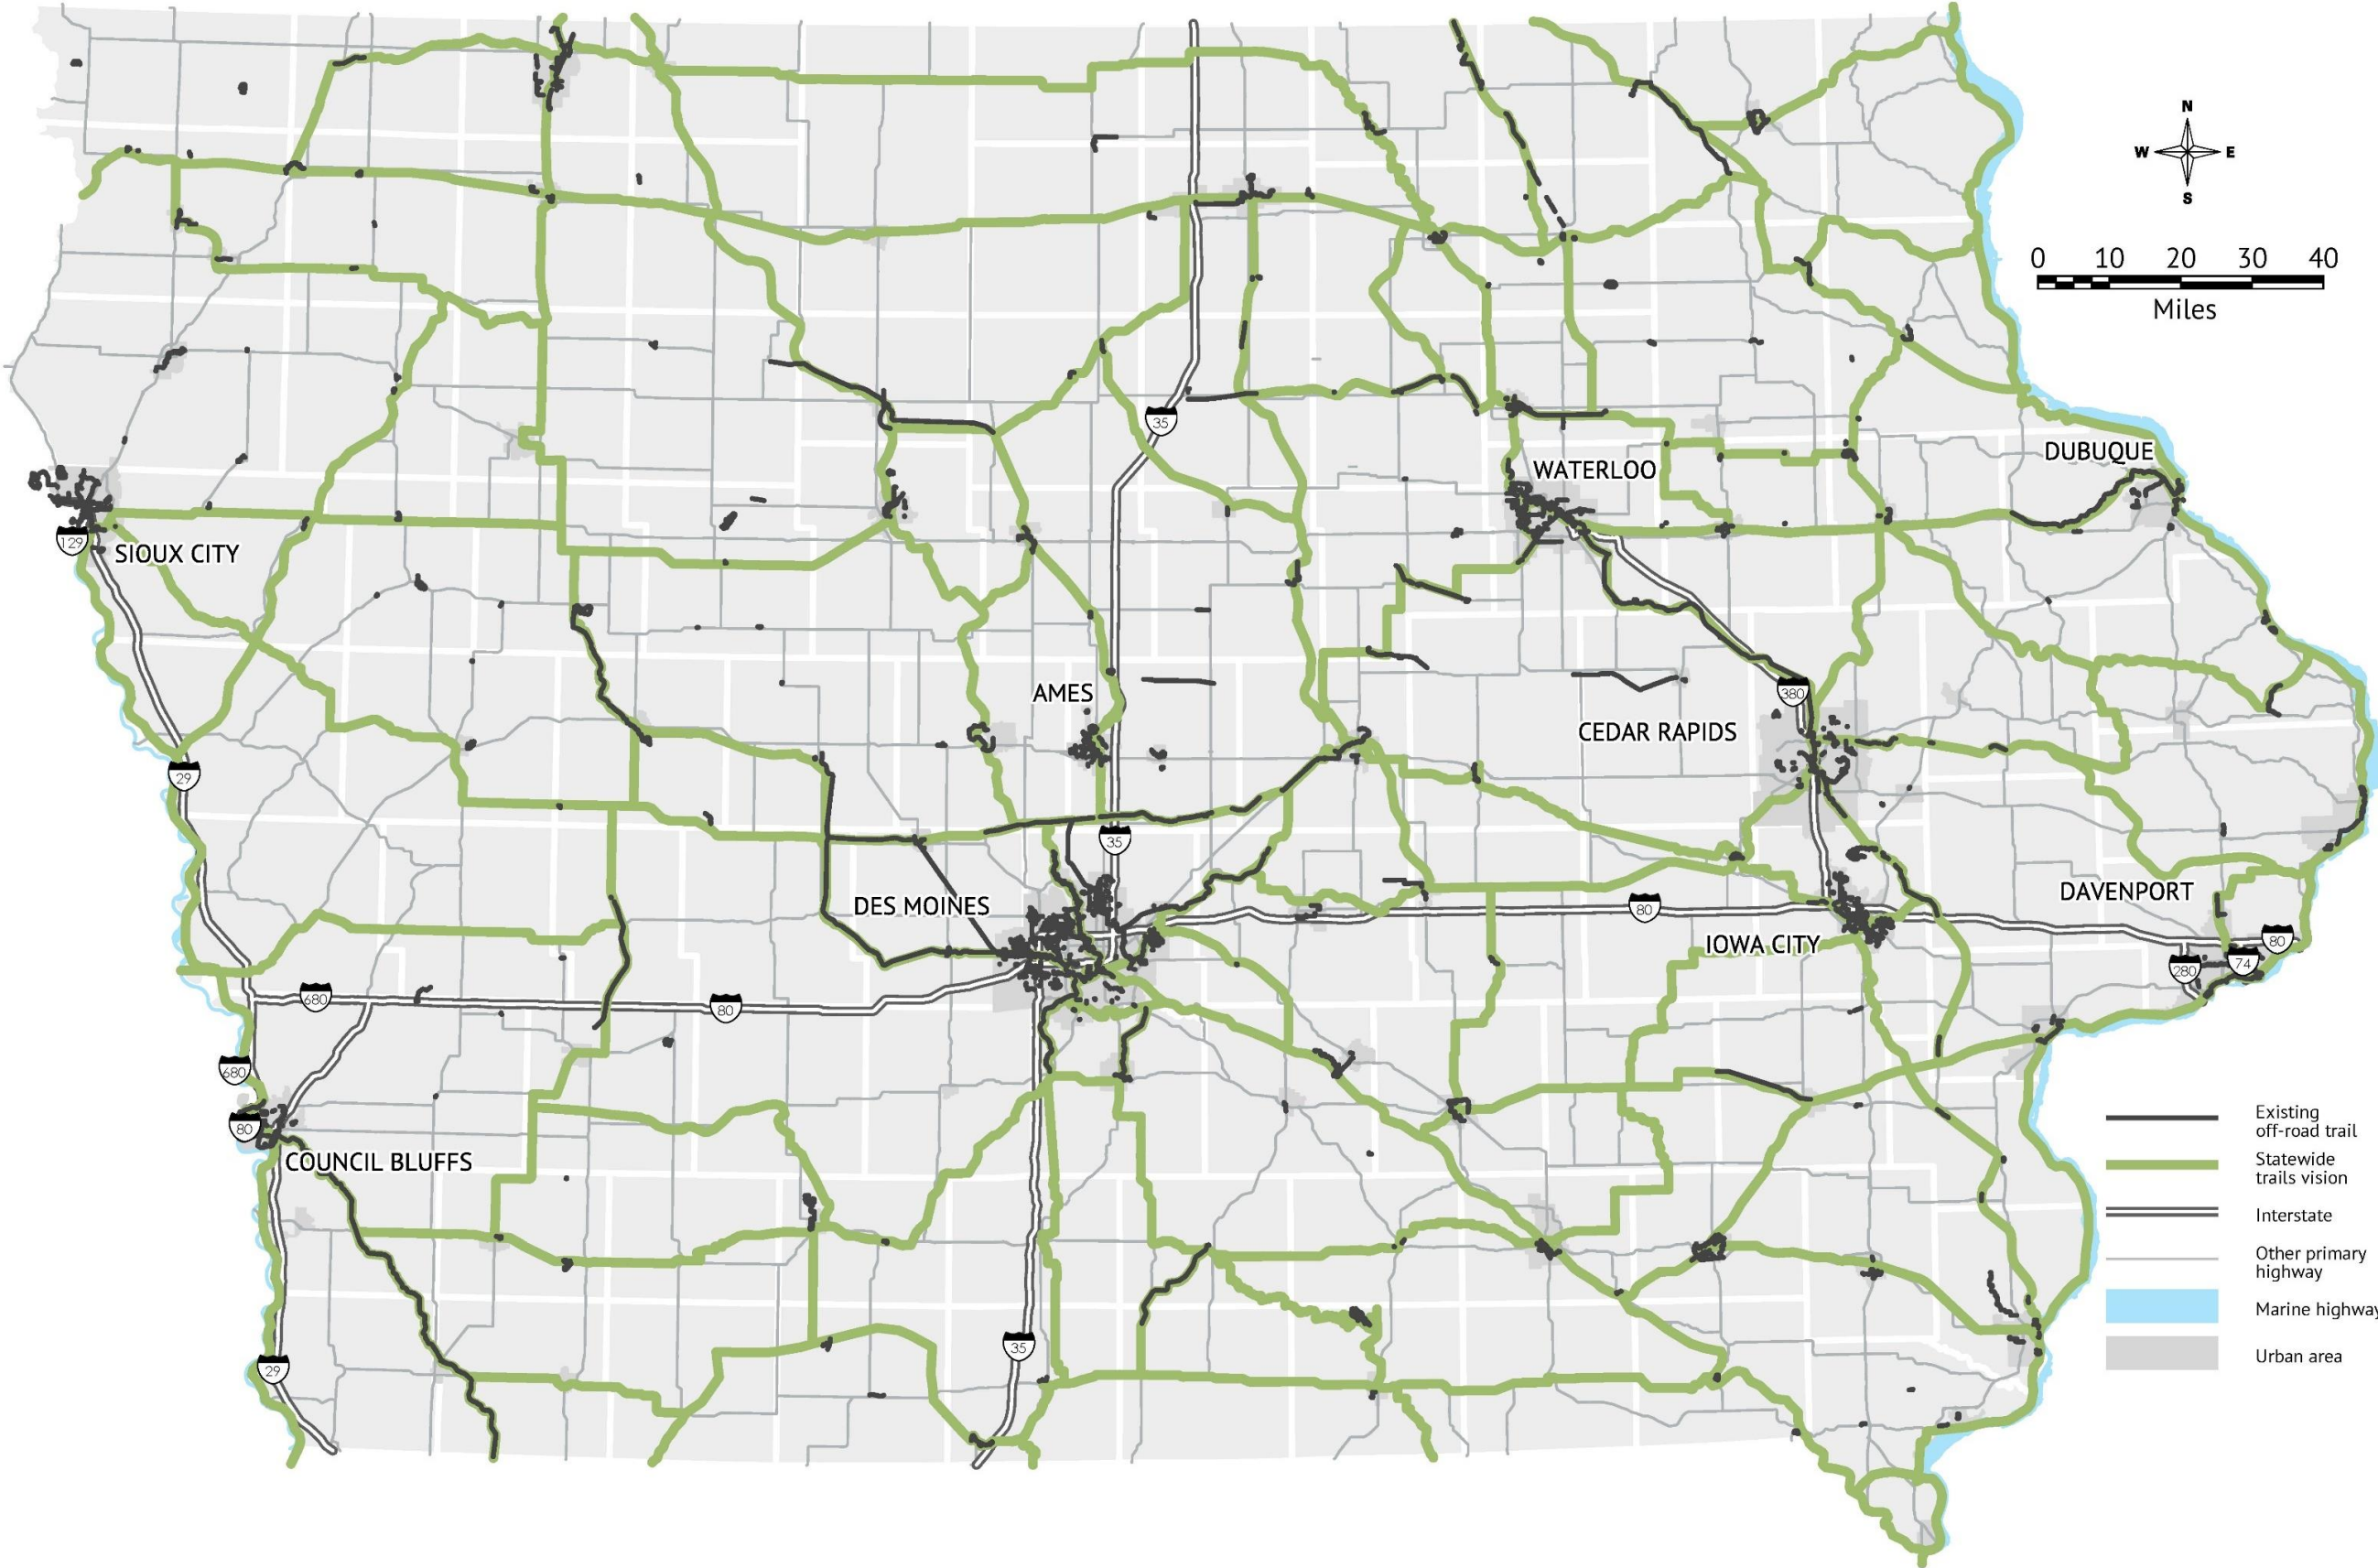 N
W E
S
0 10 20 30 40
Miles
35
DUBUQUE
WATERLOO
129
SIOUX CITY
AMES
380
CEDAR RAPIDS
29
35
DES MOINES
DAVENPORT
80
IOWA CITY
80
280
74
680
80
680
80
COUNCIL BLUFFS
35
29
Existing
off-road trail
Statewide
trails vision
Interstate
Other primary
highway
Marine highway
Urban area